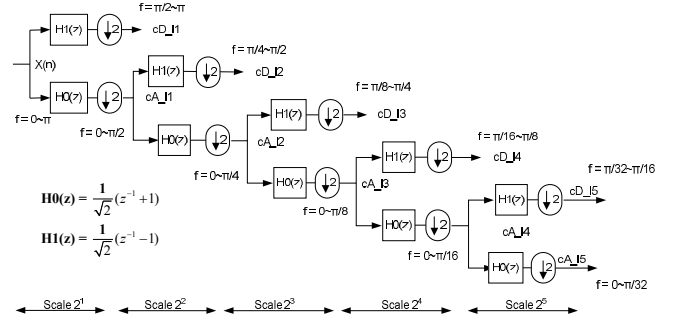 f = π/2~π
H1(z)
↓2
cD_l1
X(n)
f = π/4~π/2
H1(z)
↓2
cD_l2
H0(z)
↓2
cA_l1
f = 0~π
f = 0~π/2
f = π/8~π/4
H1(z)
↓2
cD_l3
H0(z)
↓2
cA_l2
f = 0~π/4
f = π/16~π/8
H1(z)
↓2
cD_l4
H0(z)
↓2
cA_l3
f = 0~π/8
f = π/32~π/16
H1(z)
↓2
cD_l5
H0(z)
↓2
cA_l4
f = 0~π/16
H0(z)
↓2
cA_l5
f = 0~π/32
H0(z) = 1/√2 (z⁻¹ +1)
H1(z) = 1/√2 (z⁻¹ −1)
Scale 2¹
Scale 2²
Scale 2³
Scale 2⁴
Scale 2⁵